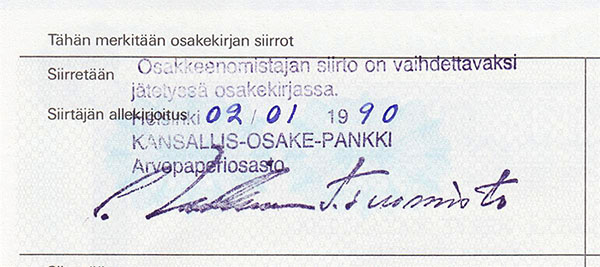 Tähän merkitään osakekirjan siirrot
Siirretään
Osakkeenomistajan siirto on vaihdettavaksi
jätetyssä osakekirjassa.
Siirtäjän allekirjoitus
Helsinki 02 / 01 1990
KANSALLIS-OSAKE-PANKKI
Arvopaperiosasto
T. Suomisto